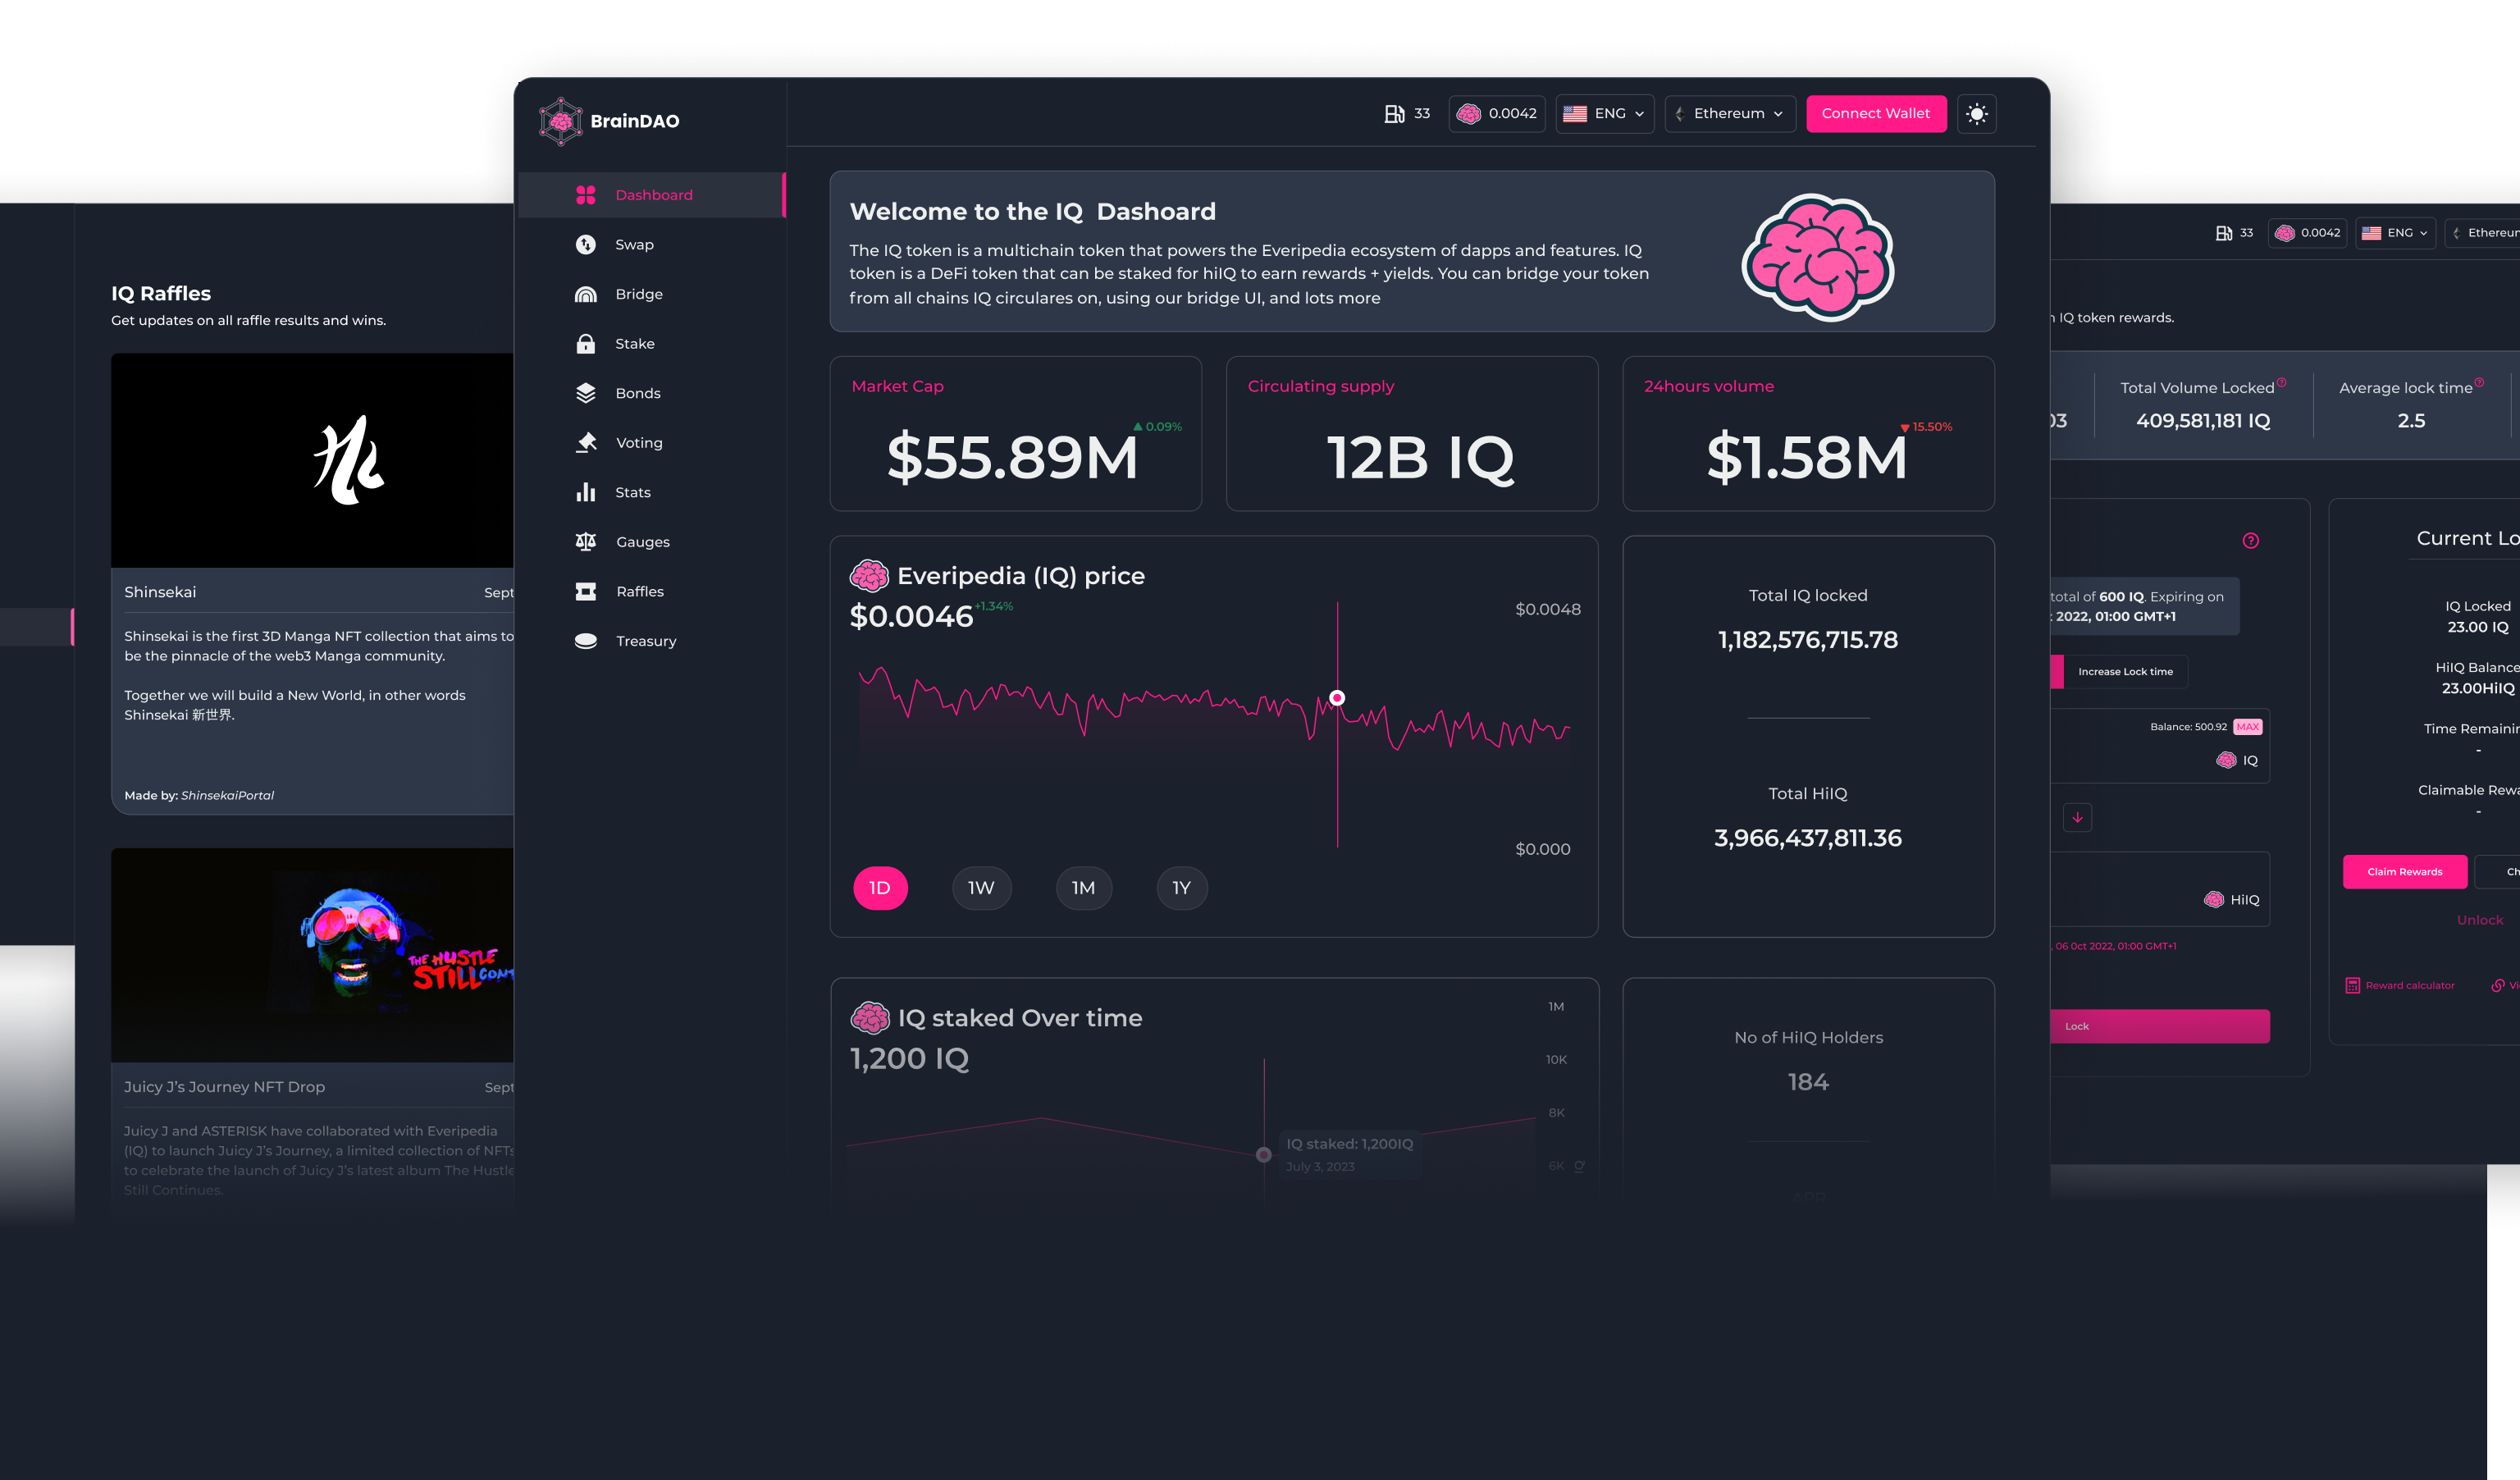 BrainDAO
33
0.0042
ENG
Ethereum
Connect Wallet
Dashboard
Swap
Bridge
Stake
Bonds
Voting
Stats
Gauges
Raffles
Treasury
Welcome to the IQ  Dashoard
The IQ token is a multichain token that powers the Everipedia ecosystem of dapps and features. IQ
token is a DeFi token that can be staked for hiIQ to earn rewards + yields. You can bridge your token
from all chains IQ circulares on, using our bridge UI, and lots more
Market Cap
0.09%
$55.89M
Circulating supply
12B IQ
24hours volume
15.50%
$1.58M
Everipedia (IQ) price
$0.0046
+1.34%
$0.0048
$0.000
1D
1W
1M
1Y
Total IQ locked
1,182,576,715.78
Total HiIQ
3,966,437,811.36
IQ staked Over time
1,200 IQ
1M
10K
8K
6K
IQ staked: 1,200IQ
July 3, 2023
No of HiIQ Holders
184
APR
IQ Raffles
Get updates on all raffle results and wins.
Shinsekai
Sept
Shinsekai is the first 3D Manga NFT collection that aims to
be the pinnacle of the web3 Manga community.
Together we will build a New World, in other words
Shinsekai 新世界.
Made by: ShinsekaiPortal
THE HUSTLE
STILL CONT
Juicy J's Journey NFT Drop
Sept
Juicy J and ASTERISK have collaborated with Everipedia
(IQ) to launch Juicy J's Journey, a limited collection of NFTs
to celebrate the launch of Juicy J's latest album The Hustle
Still Continues.
33
0.0042
ENG
Ethereum
IQ token rewards.
03
Total Volume Locked
409,581,181 IQ
Average lock time
2.5
total of 600 IQ. Expiring on
2022, 01:00 GMT+1
Increase Lock time
Balance: 500.92
MAX
IQ
HiIQ
, 06 Oct 2022, 01:00 GMT+1
Lock
Current Lo
IQ Locked
23.00 IQ
HiIQ Balance
23.00HiIQ
Time Remainin
-
Claimable Rewa
-
Claim Rewards
Ch
Unlock
Reward calculator
Vi